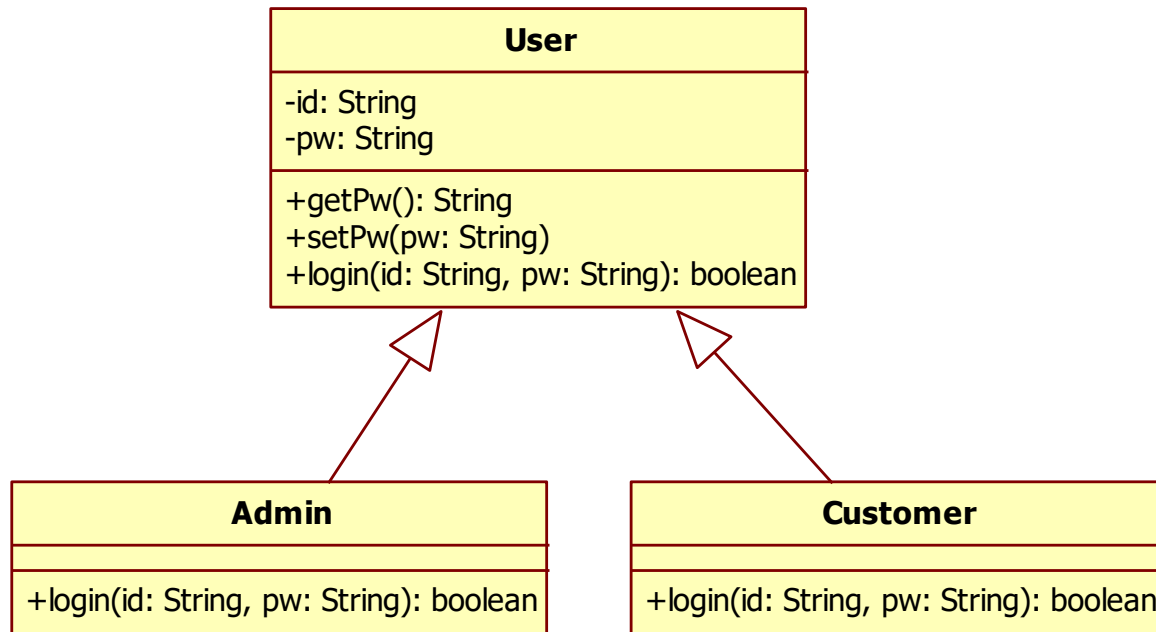 User
-id: String
-pw: String
+getPw(): String
+setPw(pw: String)
+login(id: String, pw: String): boolean
Admin
+login(id: String, pw: String): boolean
Customer
+login(id: String, pw: String): boolean